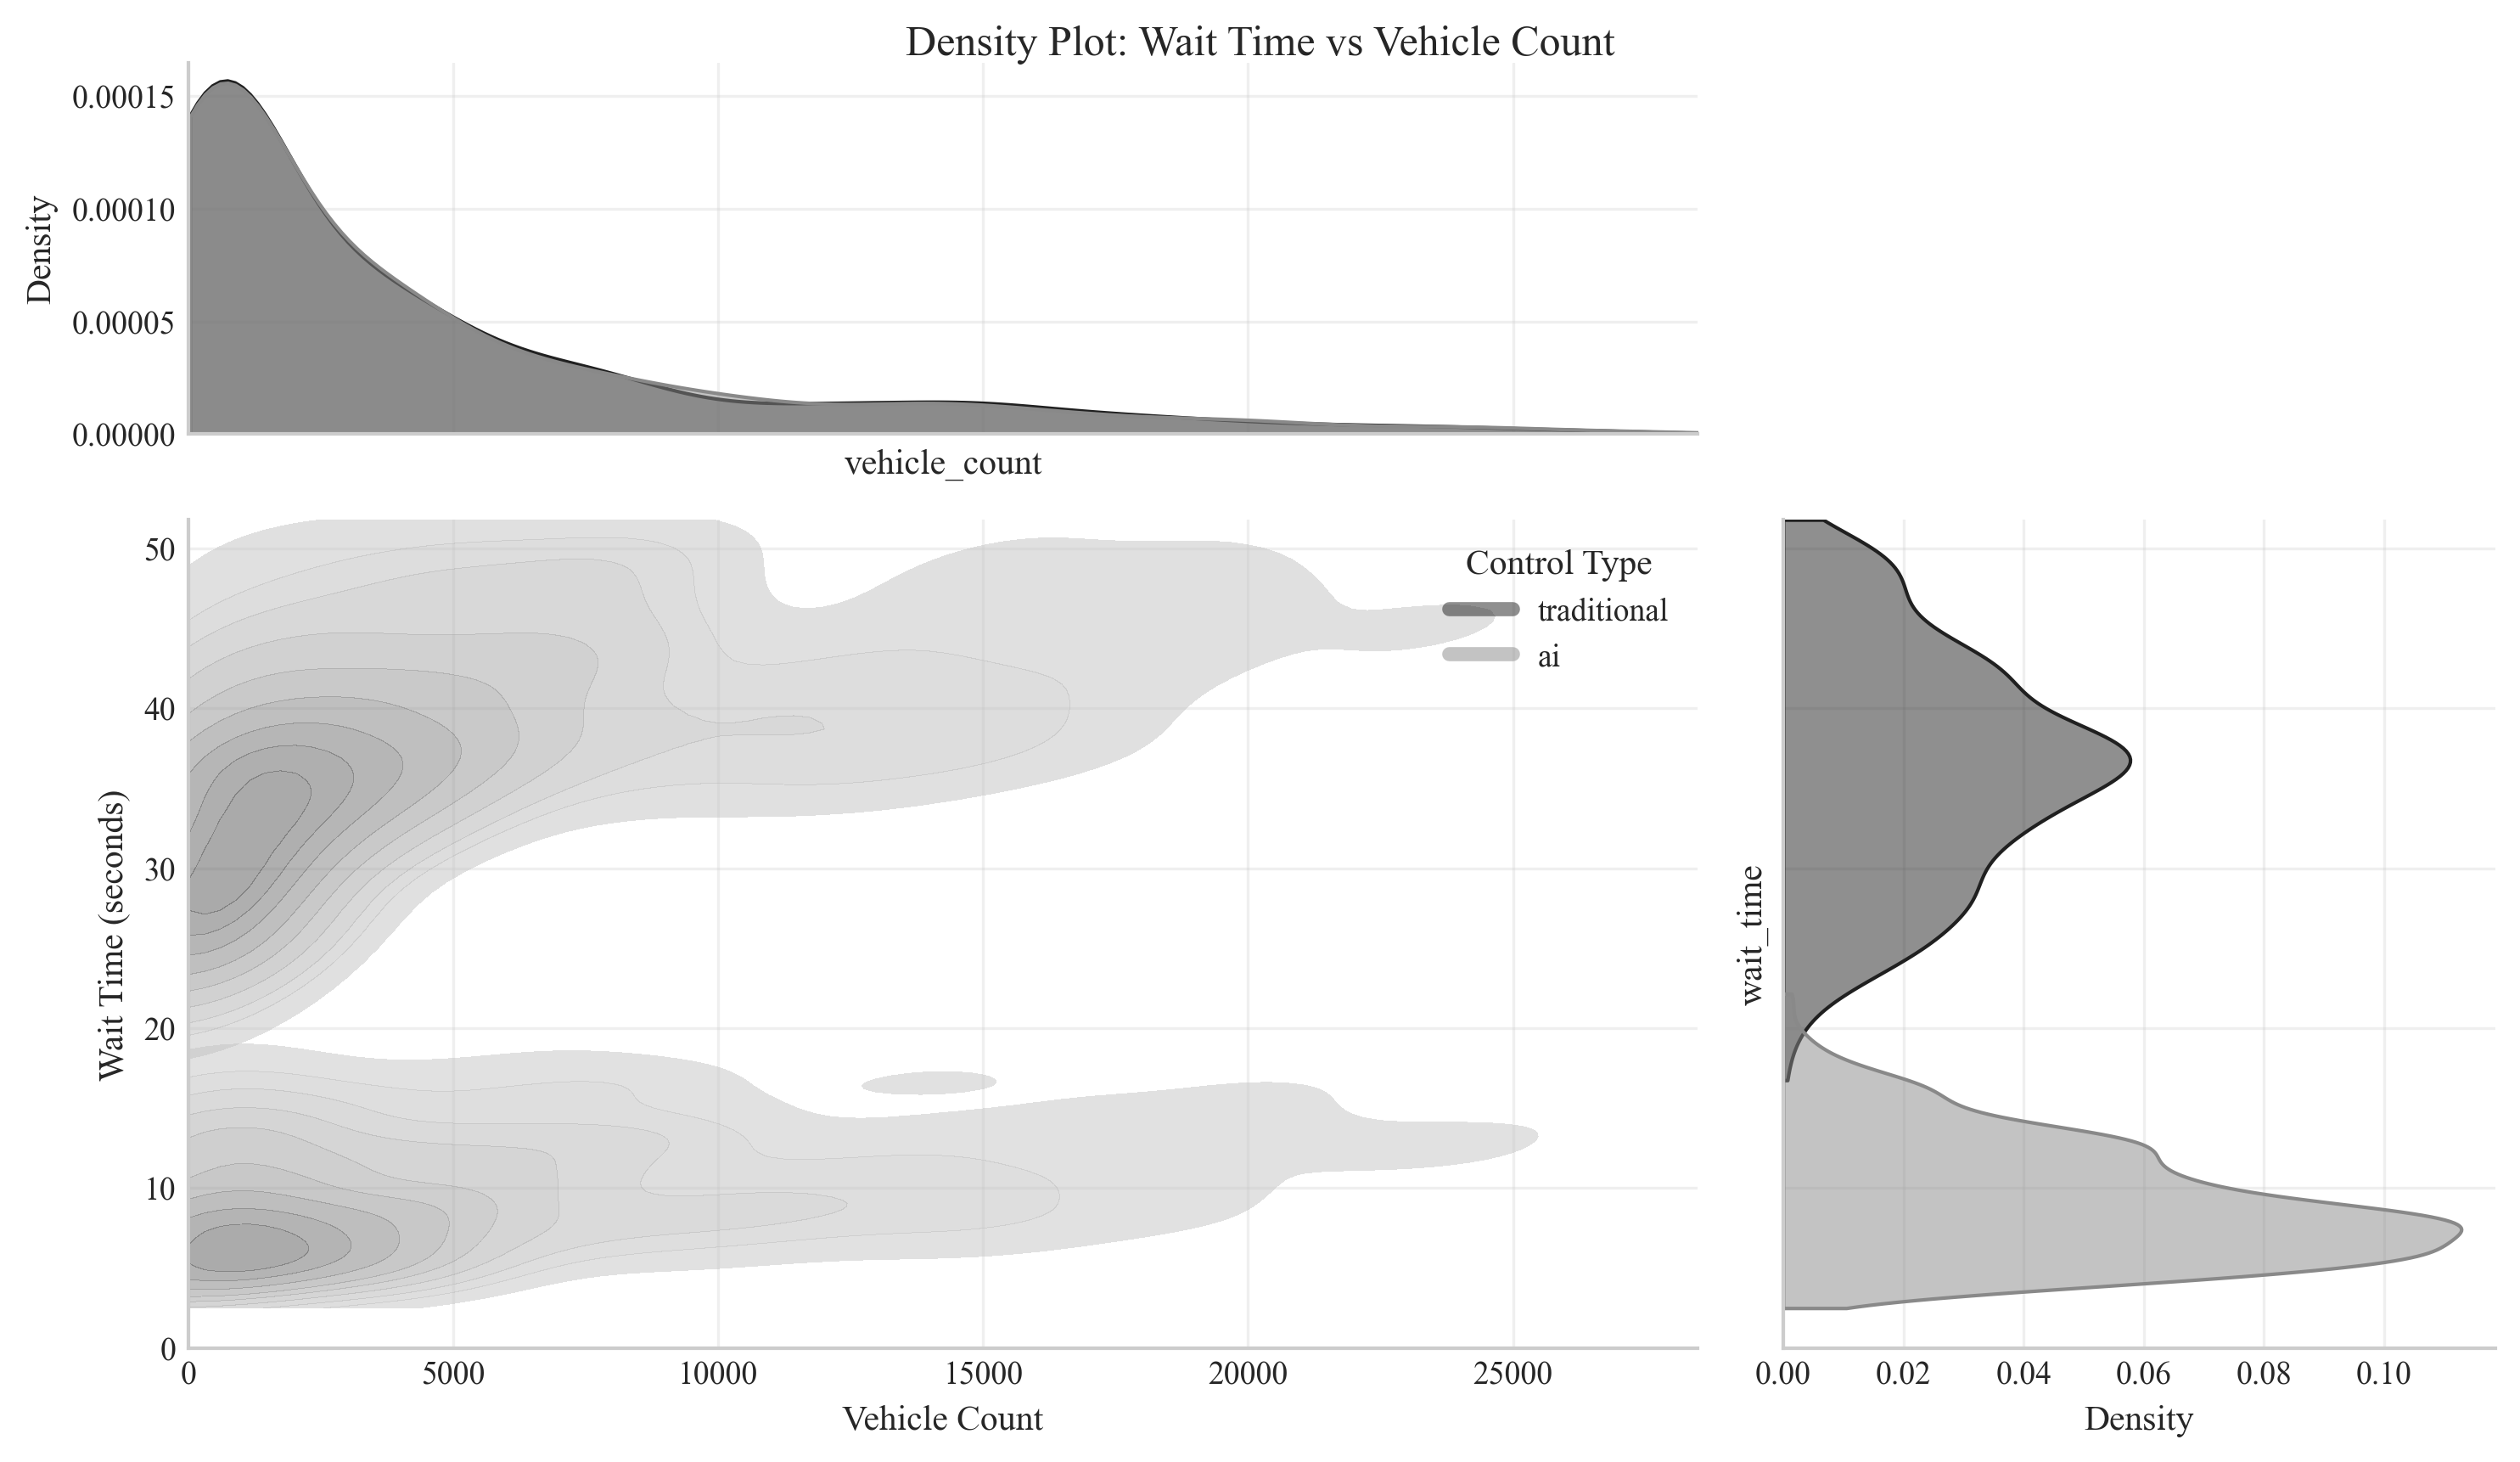 Density Plot: Wait Time vs Vehicle Count
0.00015
0.00010
0.00005
0.00000
Density
vehicle_count
50
40
30
20
10
0
Wait Time (seconds)
Control Type
traditional
ai
0 5000 10000 15000 20000 25000
Vehicle Count
wait_time
0.00 0.02 0.04 0.06 0.08 0.10
Density